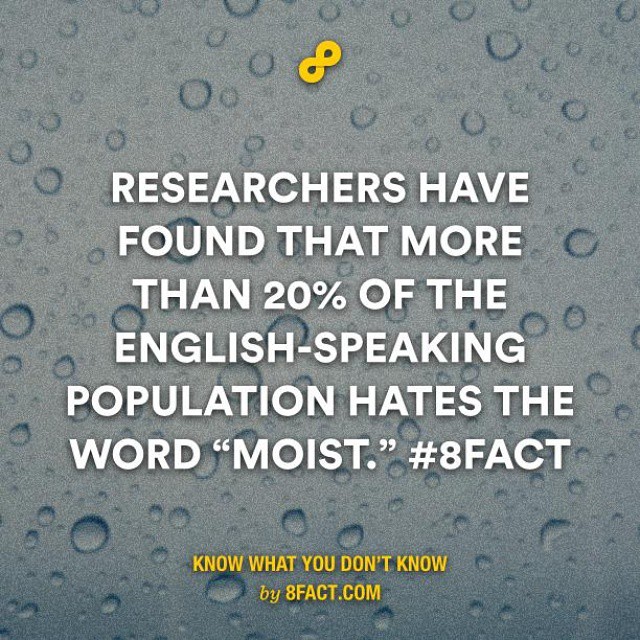 RESEARCHERS HAVE
FOUND THAT MORE
THAN 20% OF THE
ENGLISH-SPEAKING
POPULATION HATES THE
WORD “MOIST.” #8FACT
KNOW WHAT YOU DON'T KNOW
by 8FACT.COM